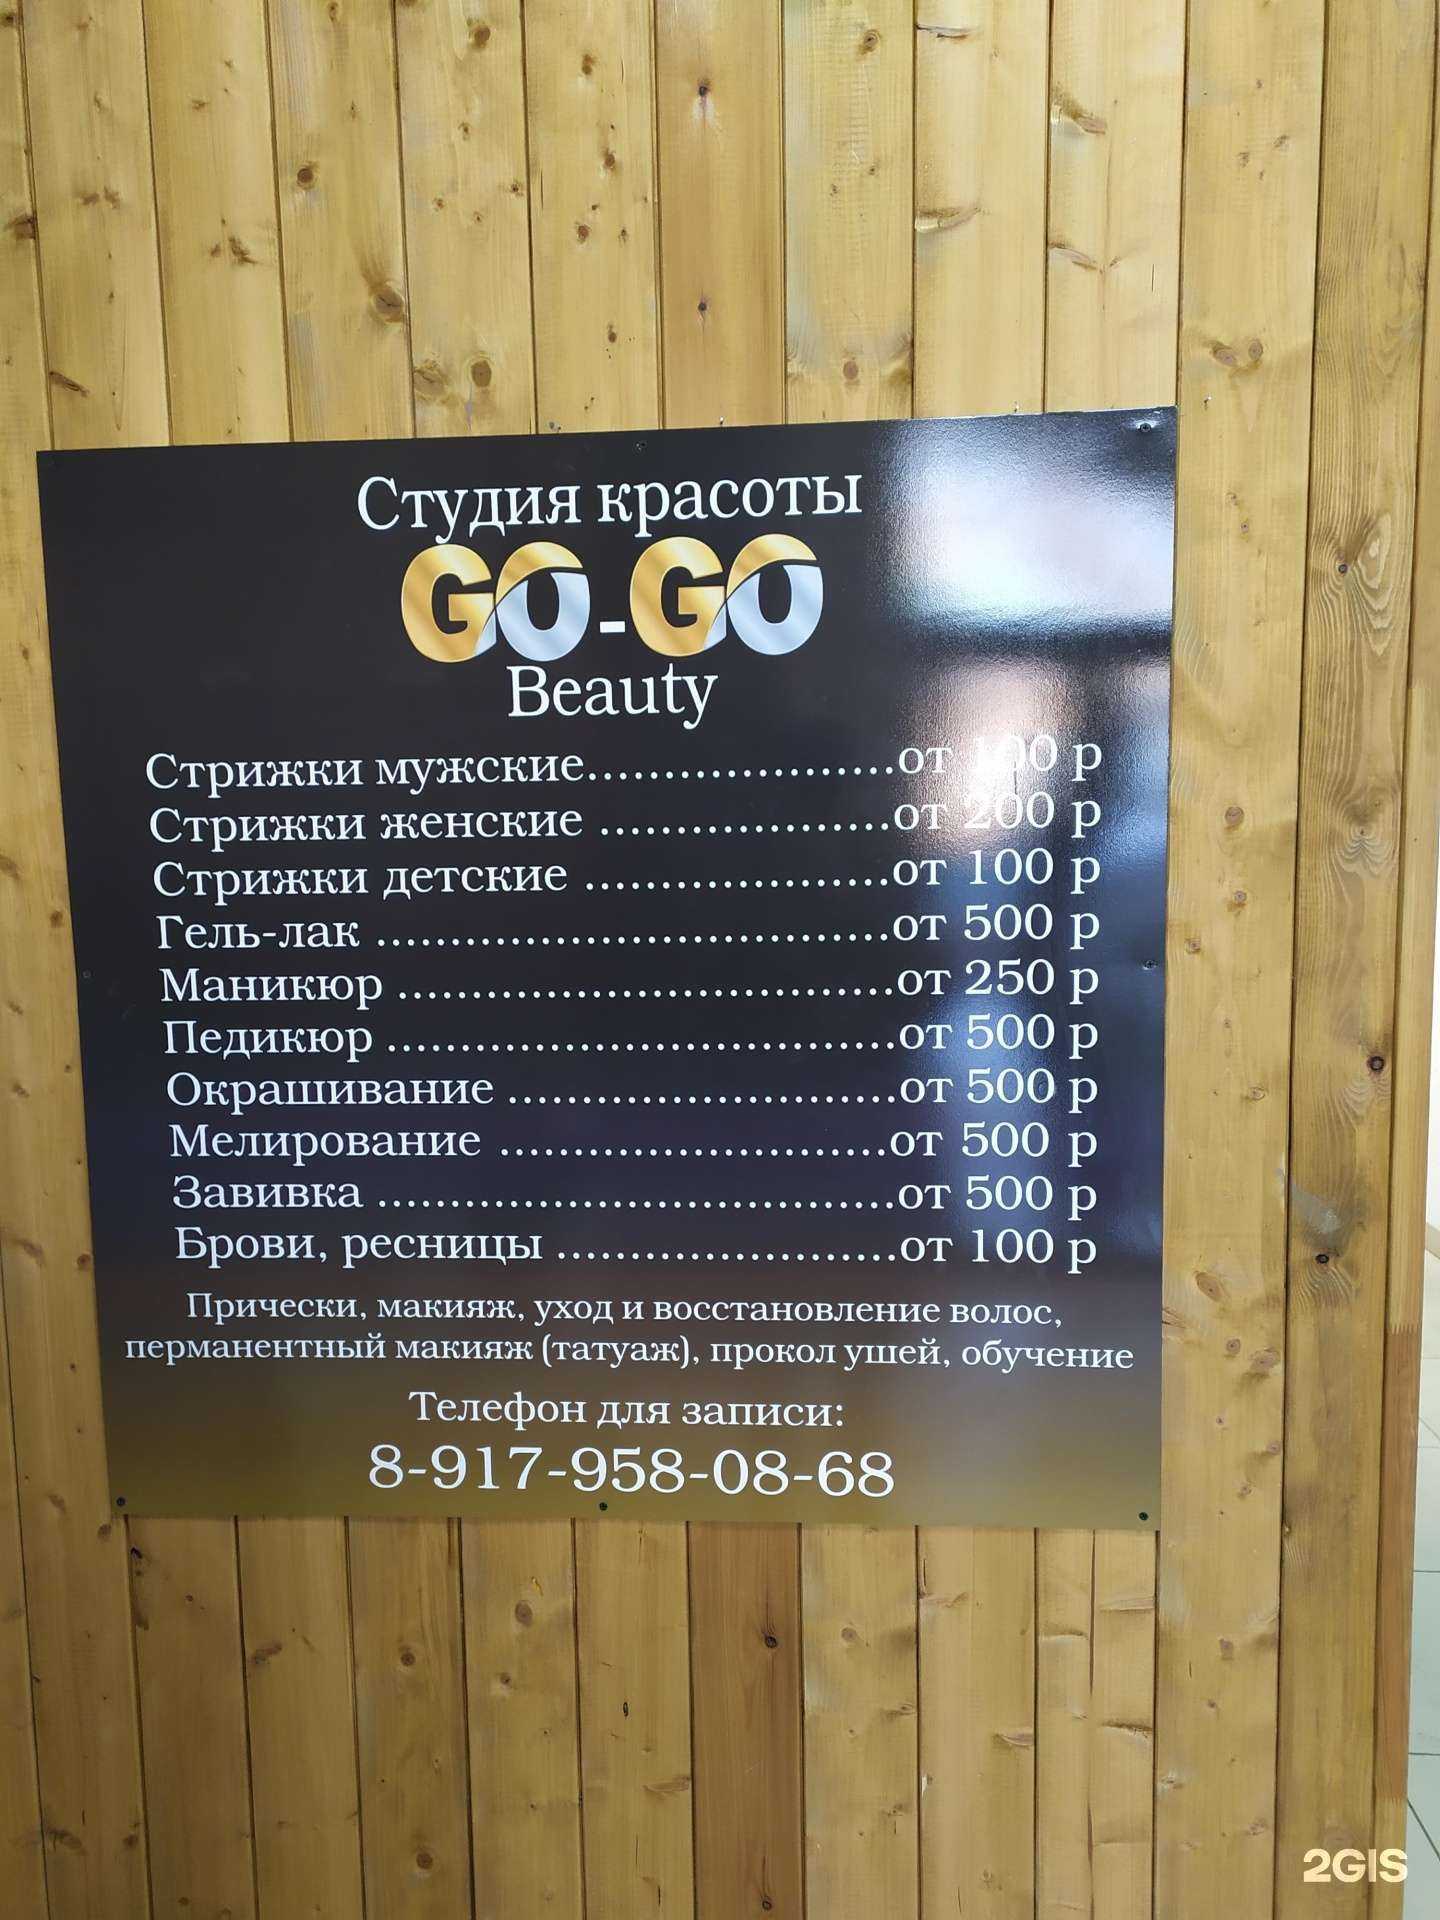 Студия красоты
GO-GO
Beauty
Стрижки мужские.....................от 100 р
Стрижки женские ....................от 200 р
Стрижки детские .....................от 100 р
Гель-лак ...................................от 500 р
Маникюр ..................................от 250 р
Педикюр ...................................от 500 р
Окрашивание ...........................от 500 р
Мелирование ...........................от 500 р
Завивка ....................................от 500 р
Брови, ресницы .......................от 100 р
Прически, макияж, уход и восстановление волос,
перманентный макияж (татуаж), прокол ушей, обучение
Телефон для записи:
8-917-958-08-68
2GIS